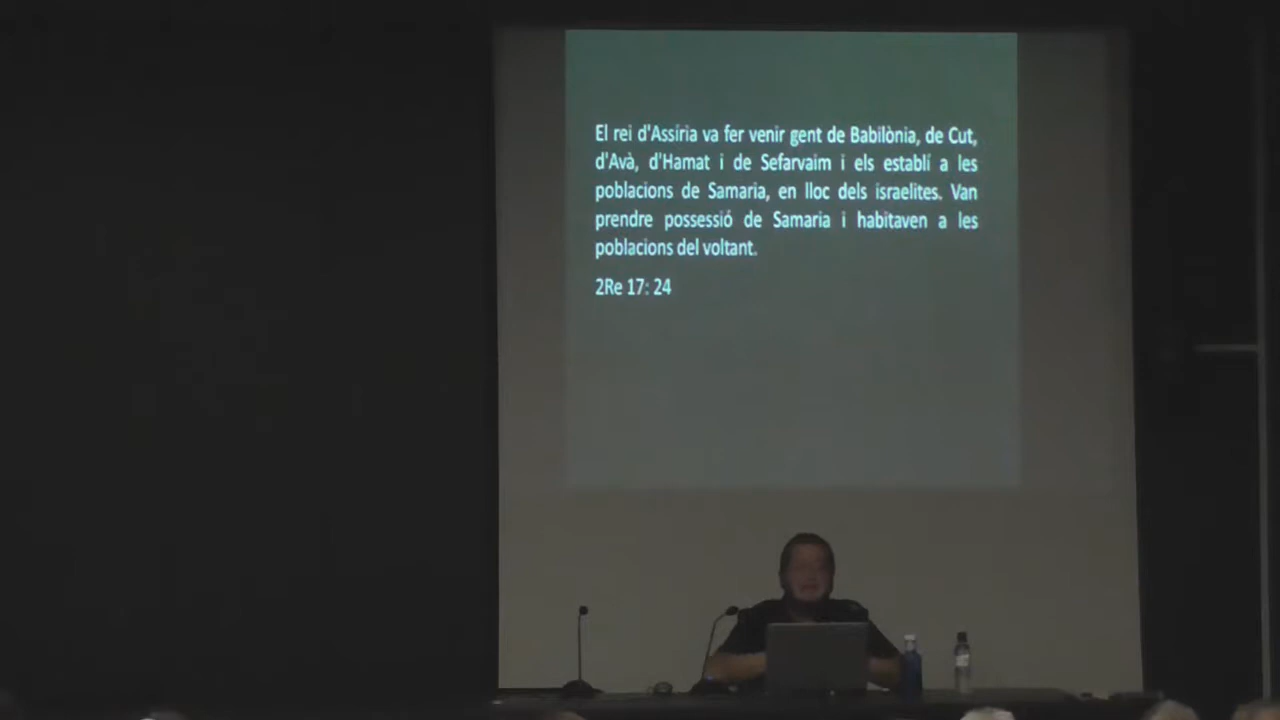 El rei d'Assíria va fer venir gent de Babilònia, de Cut,
d'Avà, d'Hamat i de Sefarvaim i els establí a les
poblacions de Samaria, en lloc dels israelites. Van
prendre possessió de Samaria i habitaven a les
poblacions del voltant.
2Re 17: 24